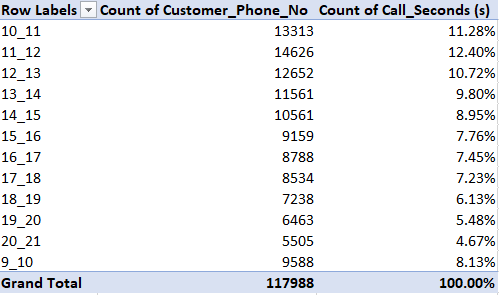 Row Labels Count of Customer_Phone_No Count of Call_Seconds (s)
10_11 13313 11.28%
11_12 14626 12.40%
12_13 12652 10.72%
13_14 11561 9.80%
14_15 10561 8.95%
15_16 9159 7.76%
16_17 8788 7.45%
17_18 8534 7.23%
18_19 7238 6.13%
19_20 6463 5.48%
20_21 5505 4.67%
9_10 9588 8.13%
Grand Total 117988 100.00%